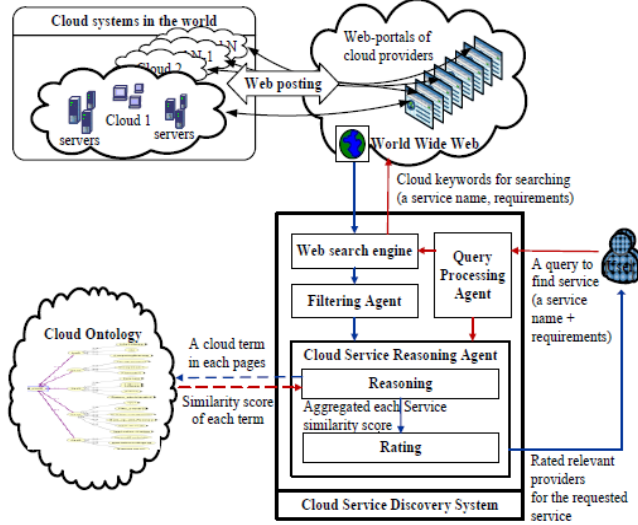 Cloud systems in the world
Web-portals of
cloud providers
Cloud 2
Web posting
Cloud 1
servers
servers
World Wide Web
Cloud keywords for searching
(a service name, requirements)
Web search engine
Query
Processing
Agent
User
A query to
find service
(a service
name +
requirements)
Filtering Agent
Cloud Ontology
A cloud term
in each pages
Cloud Service Reasoning Agent
Reasoning
Similarity score
of each term
Aggregated each Service
similarity score
Rating
Rated relevant
providers
for the requested
service
Cloud Service Discovery System